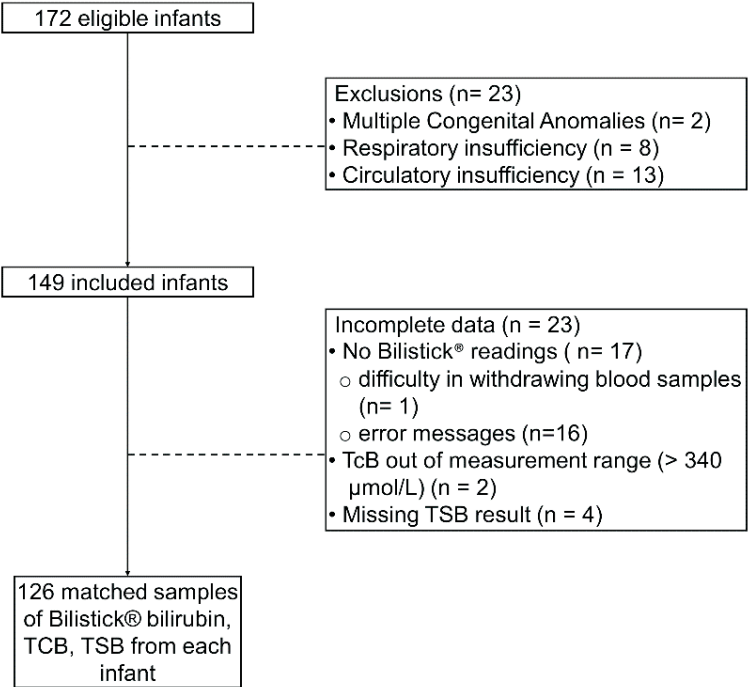 172 eligible infants
Exclusions (n= 23)
• Multiple Congenital Anomalies (n= 2)
• Respiratory insufficiency (n = 8)
• Circulatory insufficiency (n = 13)
149 included infants
Incomplete data (n = 23)
• No Bilistick® readings ( n= 17)
○ difficulty in withdrawing blood samples
(n= 1)
○ error messages (n=16)
• TcB out of measurement range (> 340
µmol/L) (n = 2)
• Missing TSB result (n = 4)
126 matched samples
of Bilistick® bilirubin,
TCB, TSB from each
infant